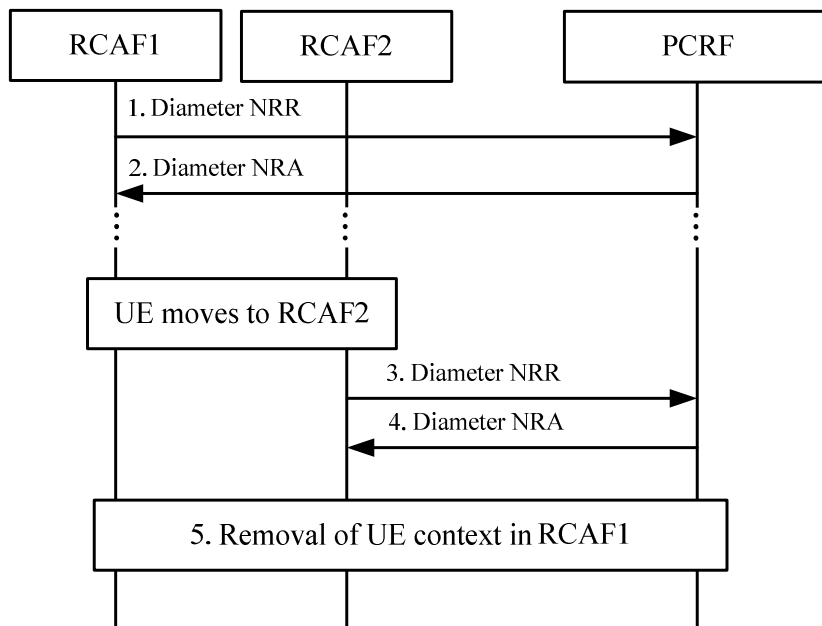 RCAF1
RCAF2
PCRF
1. Diameter NRR
2. Diameter NRA
UE moves to RCAF2
3. Diameter NRR
4. Diameter NRA
5. Removal of UE context in RCAF1